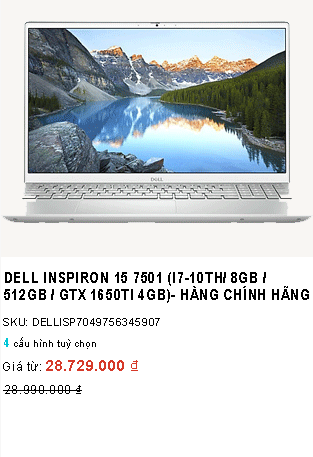 DELL
DELL INSPIRON 15 7501 (I7-10TH/ 8GB /
512GB / GTX 1650TI 4GB)- HÀNG CHÍNH HÃNG
SKU: DELLISP7049756345907
4 cấu hình tuỳ chọn
Giá từ: 28.729.000 ₫
28.990.000 ₫